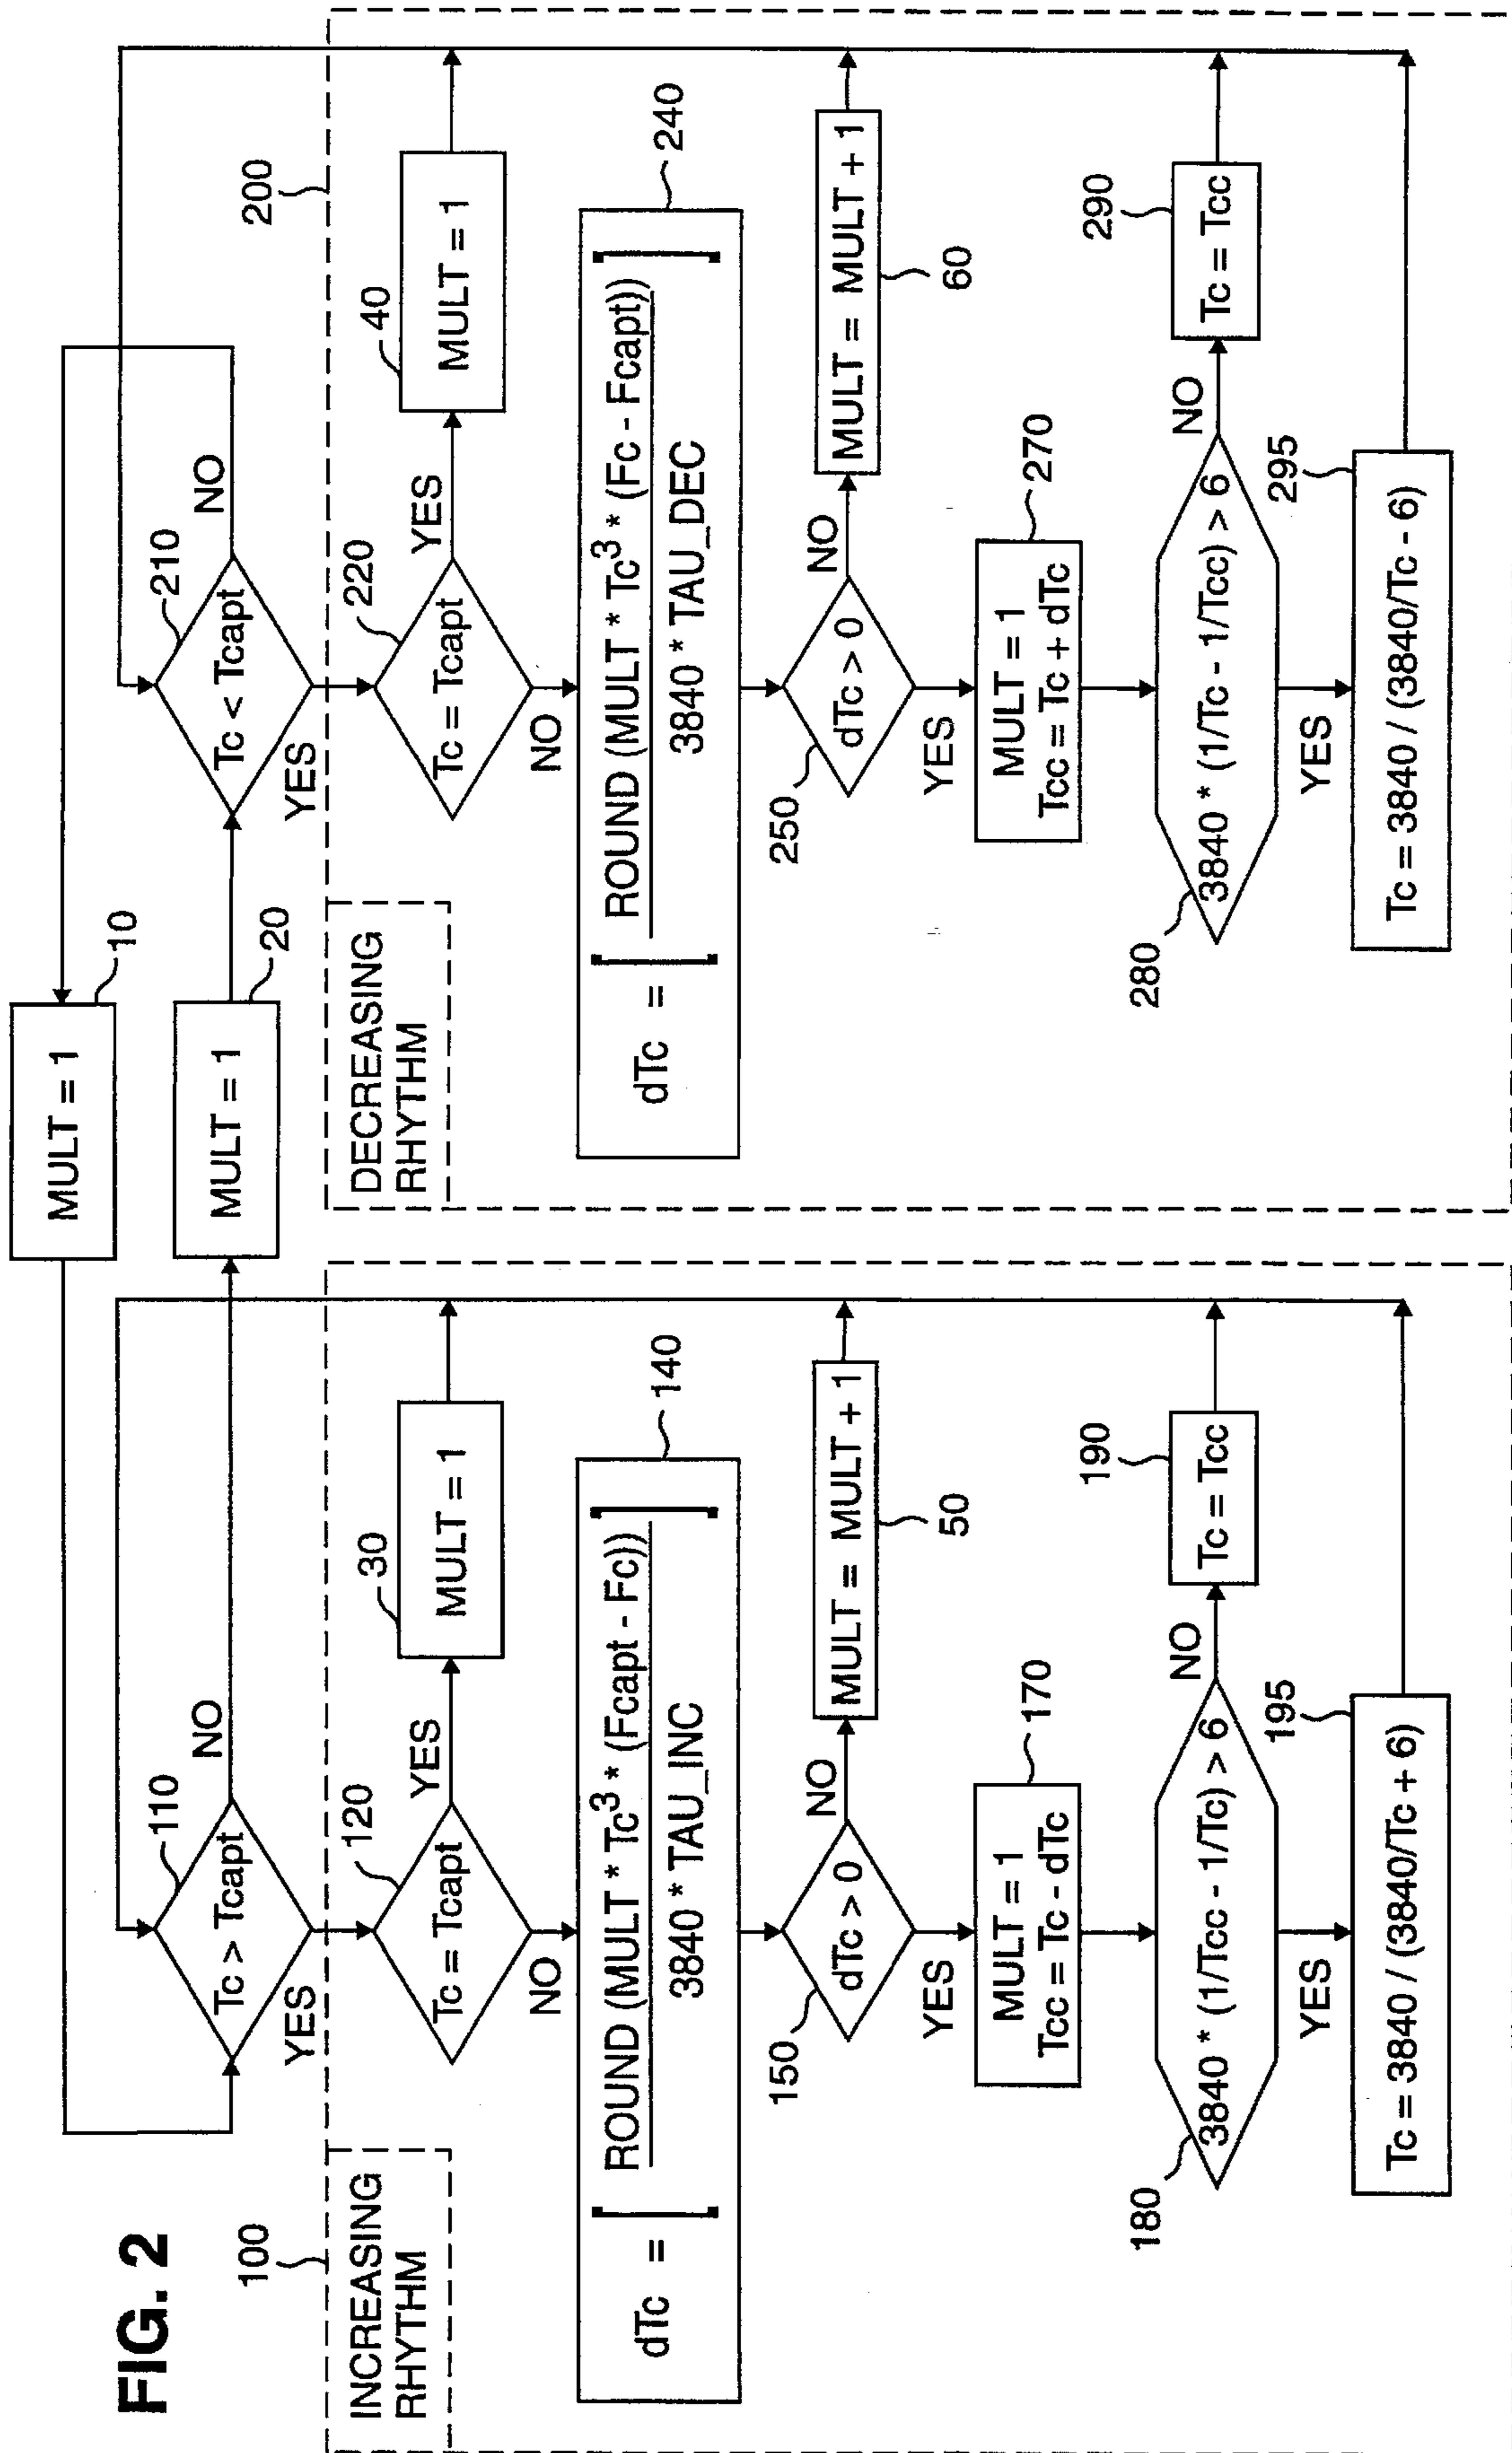 FIG. 2
MULT = 1
10
MULT = 1
20
100
INCREASING
RHYTHM
110
Tc > Tcapt
NO
YES
120
Tc = Tcapt
YES
NO
30
MULT = 1
140
dTc = [ROUND (MULT * Tc³ * (Fcapt - Fc))]
3840 * TAU_INC
150
dTc > 0
NO
YES
MULT = MULT + 1
50
170
MULT = 1
Tcc = Tc - dTc
180
3840 * (1/Tcc - 1/Tc) > 6
NO
YES
190
Tc = Tcc
195
Tc = 3840 / (3840/Tc + 6)
200
DECREASING
RHYTHM
210
Tc < Tcapt
NO
YES
220
Tc = Tcapt
YES
NO
40
MULT = 1
240
dTc = [ROUND (MULT * Tc³ * (Fc - Fcapt))]
3840 * TAU_DEC
250
dTc > 0
NO
YES
MULT = MULT + 1
60
270
MULT = 1
Tcc = Tc + dTc
280
3840 * (1/Tc - 1/Tcc) > 6
NO
YES
290
Tc = Tcc
295
Tc = 3840 / (3840/Tc - 6)